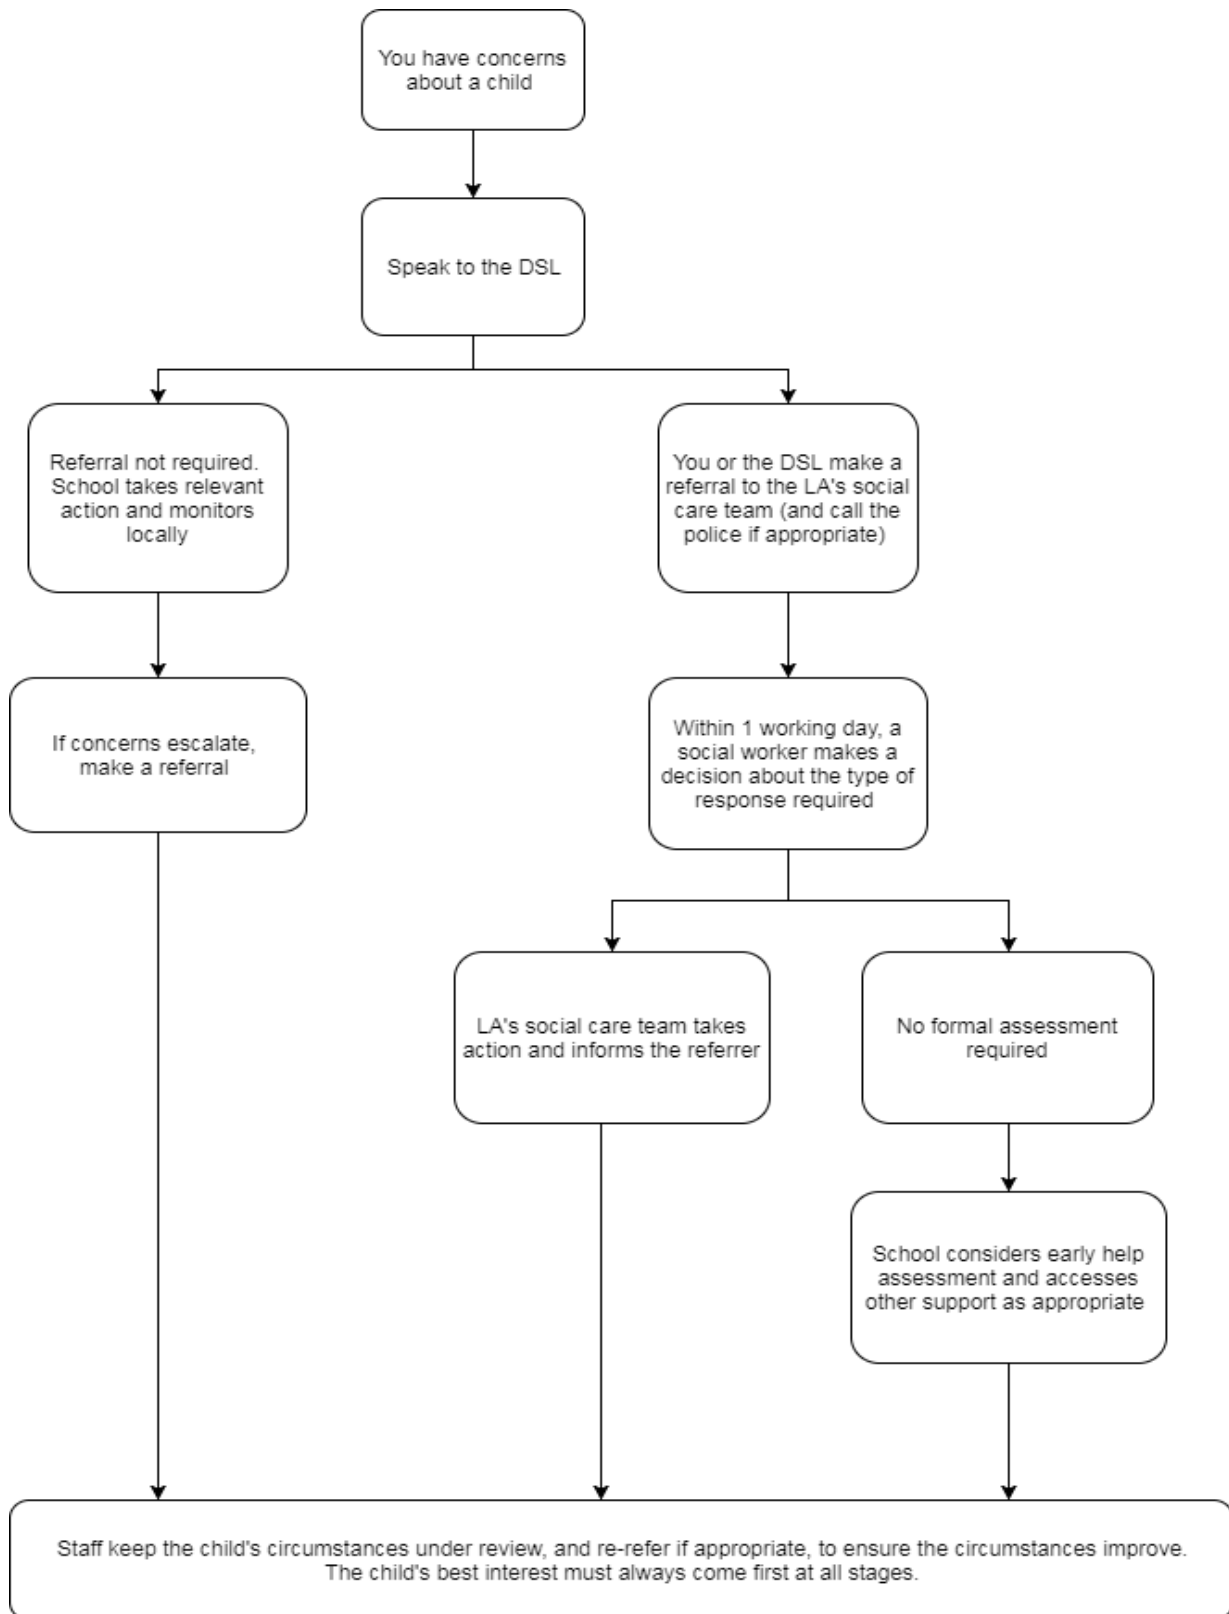 You have concerns
about a child
Speak to the DSL
Referral not required.
School takes relevant
action and monitors
locally
You or the DSL make a
referral to the LA's social
care team (and call the
police if appropriate)
If concerns escalate,
make a referral
Within 1 working day, a
social worker makes a
decision about the type of
response required
LA's social care team takes
action and informs the referrer
No formal assessment
required
School considers early help
assessment and accesses
other support as appropriate
Staff keep the child's circumstances under review, and re-refer if appropriate, to ensure the circumstances improve.
The child's best interest must always come first at all stages.